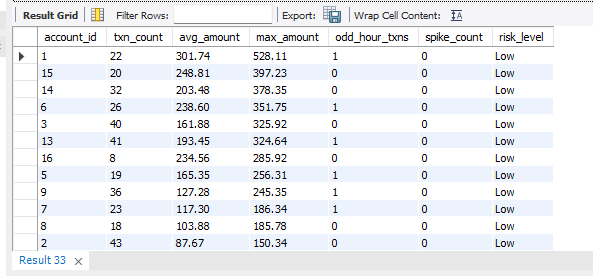 Result Grid Filter Rows: Export: Wrap Cell Content: IA
account_id txn_count avg_amount max_amount odd_hour_txns spike_count risk_level
1 22 301.74 528.11 1 0 Low
15 20 248.81 397.23 0 0 Low
14 32 203.48 378.35 0 0 Low
6 26 238.60 351.75 1 0 Low
3 40 161.88 325.92 0 0 Low
13 41 193.45 324.64 1 0 Low
16 8 234.56 285.92 0 0 Low
5 19 165.35 256.31 1 0 Low
9 36 127.28 245.35 1 0 Low
7 23 117.30 186.34 1 0 Low
8 18 103.88 185.78 0 0 Low
2 43 87.67 150.34 0 0 Low
Result 33 ×